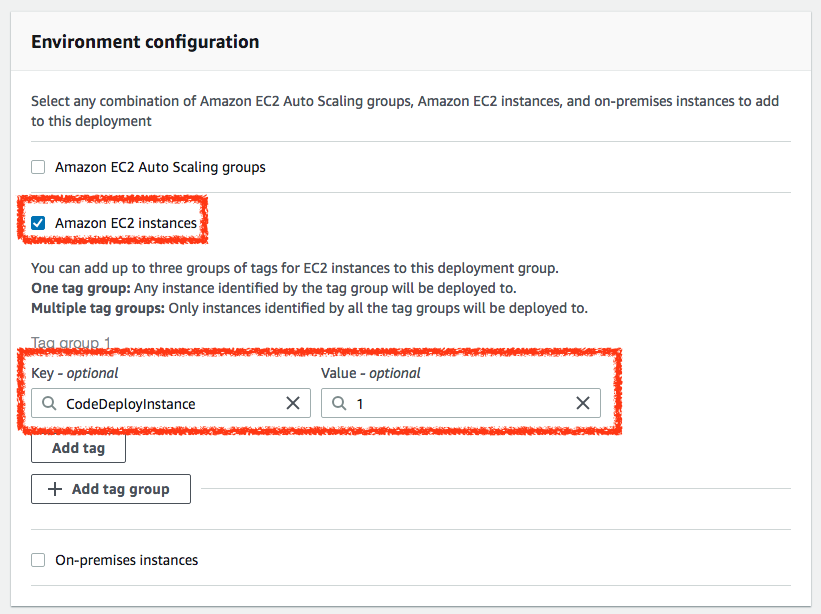 Environment configuration
Select any combination of Amazon EC2 Auto Scaling groups, Amazon EC2 instances, and on-premises instances to add
to this deployment
Amazon EC2 Auto Scaling groups
Amazon EC2 instances
You can add up to three groups of tags for EC2 instances to this deployment group.
One tag group: Any instance identified by the tag group will be deployed to.
Multiple tag groups: Only instances identified by all the tag groups will be deployed to.
Tag group 1
Key - optional Value - optional
CodeDeployInstance 1
Add tag
Add tag group
On-premises instances